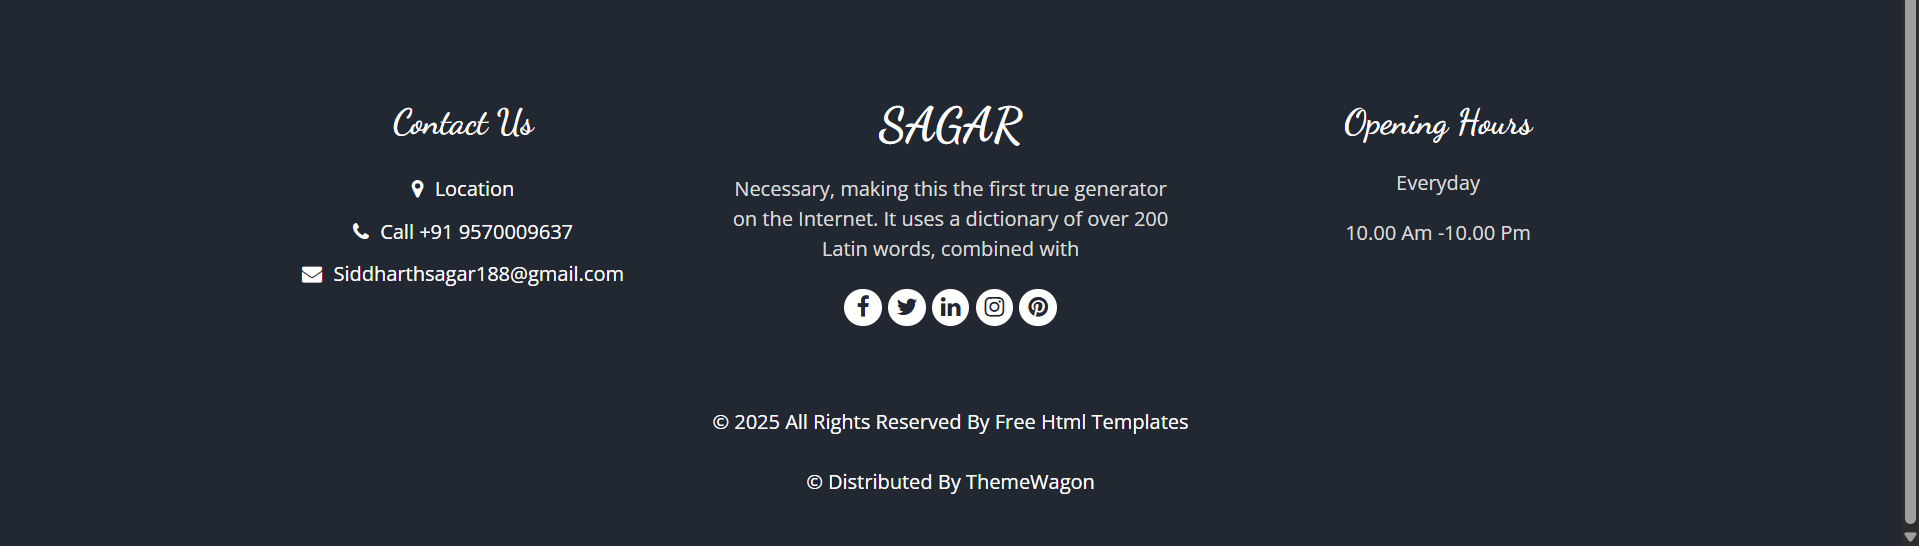 Contact Us
Location
Call +91 9570009637
Siddharthsagar188@gmail.com
SAGAR
Necessary, making this the first true generator
on the Internet. It uses a dictionary of over 200
Latin words, combined with
Opening Hours
Everyday
10.00 Am -10.00 Pm
© 2025 All Rights Reserved By Free Html Templates
© Distributed By ThemeWagon